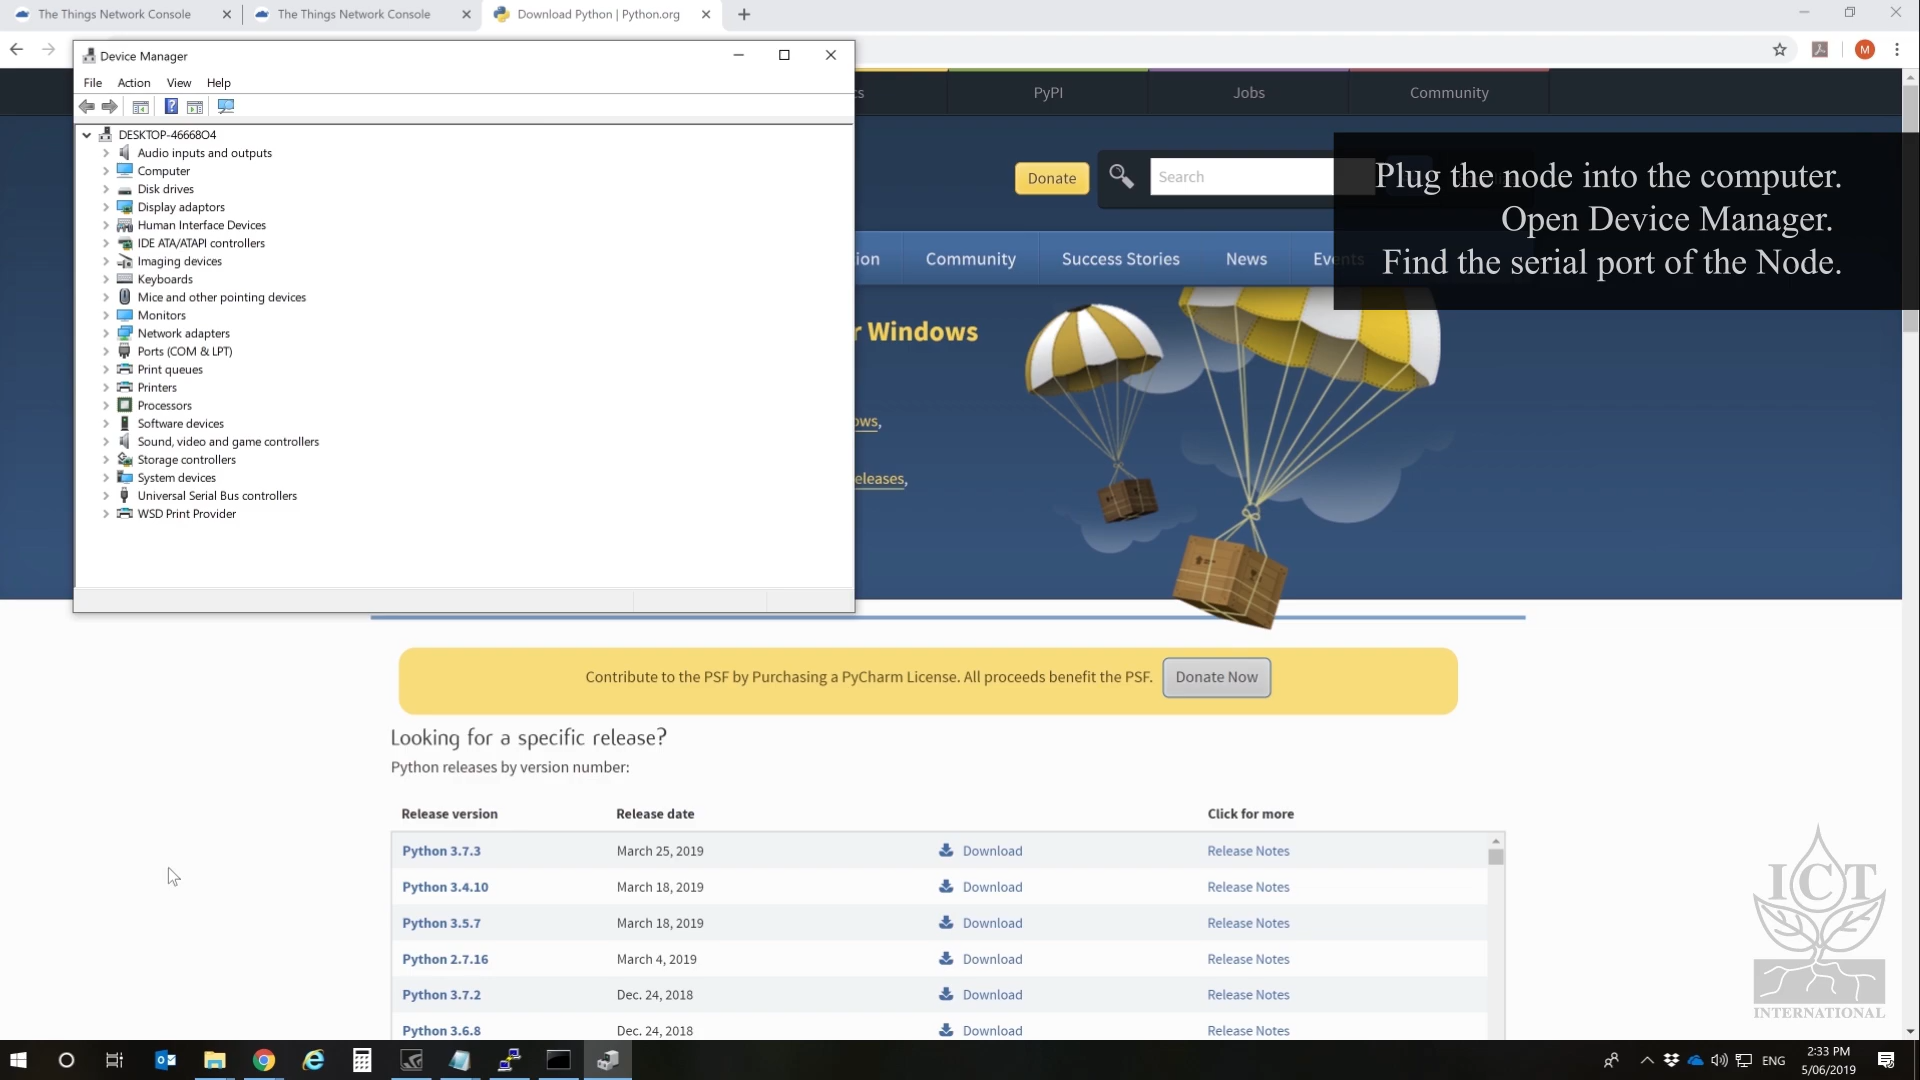 The Things Network Console
The Things Network Console
Download Python | Python.org
M
Device Manager
File Action View Help
DESKTOP-46668O4
Audio inputs and outputs
Computer
Disk drives
Display adaptors
Human Interface Devices
IDE ATA/ATAPI controllers
Imaging devices
Keyboards
Mice and other pointing devices
Monitors
Network adapters
Ports (COM & LPT)
Print queues
Printers
Processors
Software devices
Sound, video and game controllers
Storage controllers
System devices
Universal Serial Bus controllers
WSD Print Provider
PyPI Jobs Community
Donate Search
Plug the node into the computer.
Open Device Manager.
Find the serial port of the Node.
Community Success Stories News Events
Windows
Contribute to the PSF by Purchasing a PyCharm License. All proceeds benefit the PSF. Donate Now
Looking for a specific release?
Python releases by version number:
Release version Release date Click for more
Python 3.7.3 March 25, 2019 Download Release Notes
Python 3.4.10 March 18, 2019 Download Release Notes
Python 3.5.7 March 18, 2019 Download Release Notes
Python 2.7.16 March 4, 2019 Download Release Notes
Python 3.7.2 Dec. 24, 2018 Download Release Notes
Python 3.6.8 Dec. 24, 2018 Download Release Notes
ICT
INTERNATIONAL
ENG
2:33 PM
5/06/2019